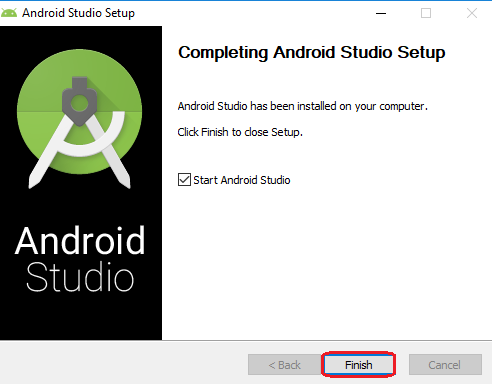 Android Studio Setup
Completing Android Studio Setup
Android Studio has been installed on your computer.
Click Finish to close Setup.
Start Android Studio
Android
Studio
< Back
Finish
Cancel